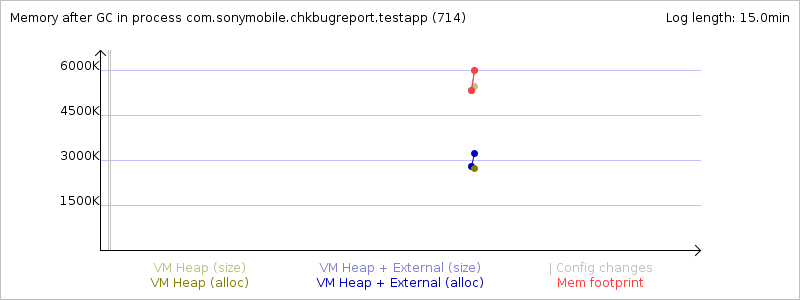 Memory after GC in process com.sonymobile.chkbugreport.testapp (714) Log length: 15.0min
6000K
4500K
3000K
1500K
VM Heap (size) VM Heap + External (size) | Config changes
VM Heap (alloc) VM Heap + External (alloc) Mem footprint